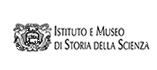 ISTITUTO E MUSEO
DI STORIA DELLA SCIENZA